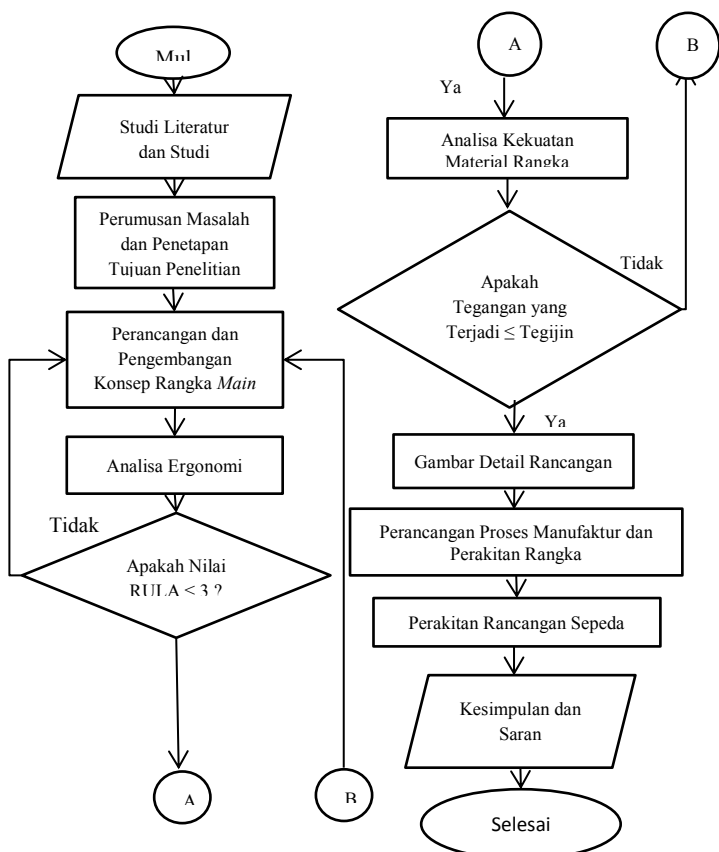 Mul
Studi Literatur
dan Studi
Perumusan Masalah
dan Penetapan
Tujuan Penelitian
Perancangan dan
Pengembangan
Konsep Rangka Main
Analisa Ergonomi
Tidak
Apakah Nilai
RULA < 3 ?
A
B
A
B
Ya
Analisa Kekuatan
Material Rangka
Tidak
Apakah
Tegangan yang
Terjadi ≤ Tegijin
Ya
Gambar Detail Rancangan
Perancangan Proses Manufaktur dan
Perakitan Rangka
Perakitan Rancangan Sepeda
Kesimpulan dan
Saran
Selesai